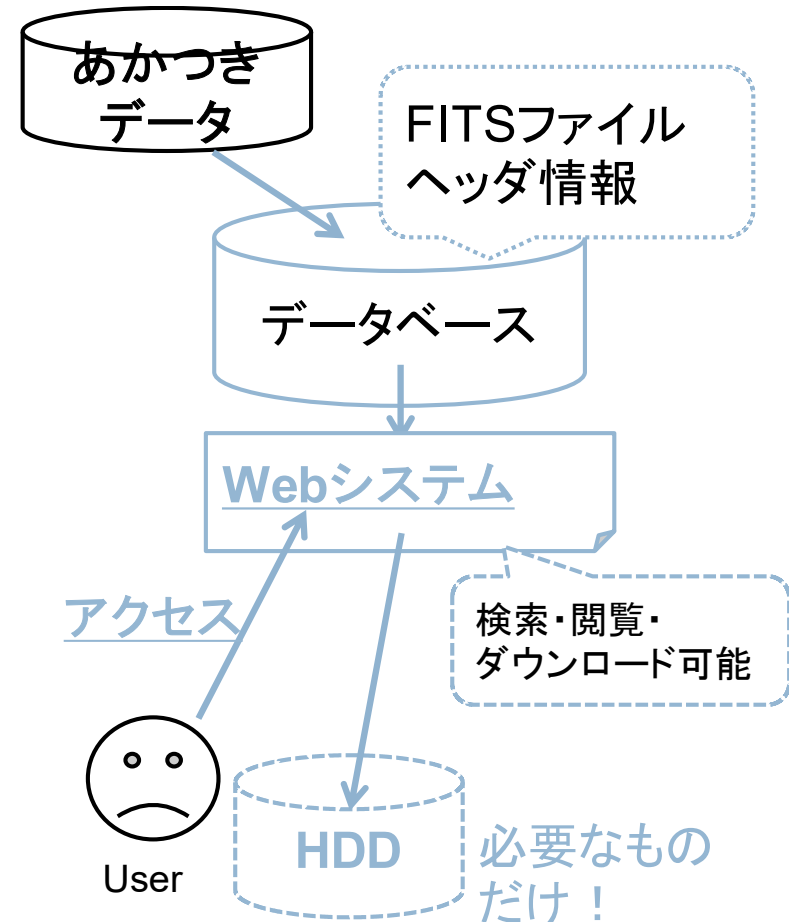 あかつき
データ
FITSファイル
ヘッダ情報
データベース
Webシステム
アクセス
検索・閲覧・
ダウンロード可能
User
HDD
必要なもの
だけ！